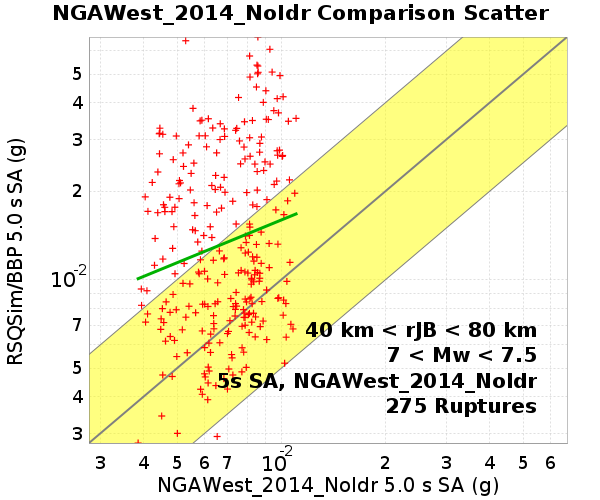 NGAWest_2014_NoIdr Comparison Scatter
RSQSim/BBP 5.0 s SA (g)
5
4
3
2
10-2
7
5
4
3
40 km < rJB < 80 km
7 < Mw < 7.5
5s SA, NGAWest_2014_NoIdr
275 Ruptures
3 4 5 6 7 10-2 2 3 4 5 6
NGAWest_2014_NoIdr 5.0 s SA (g)